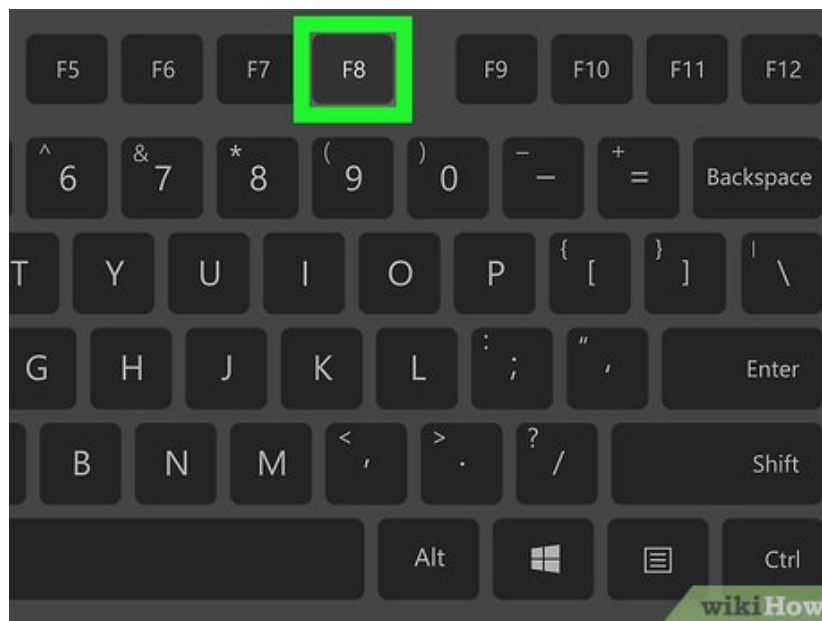 F5 F6 F7 F8 F9 F10 F11 F12
^ 6 & 7 * 8 ( 9 ) 0 _ – + = Backspace
T Y U I O P { [ } ] | \
G H J K L : ; " ' Enter
B N M < , > . ? / Shift
Alt Ctrl
wikiHow